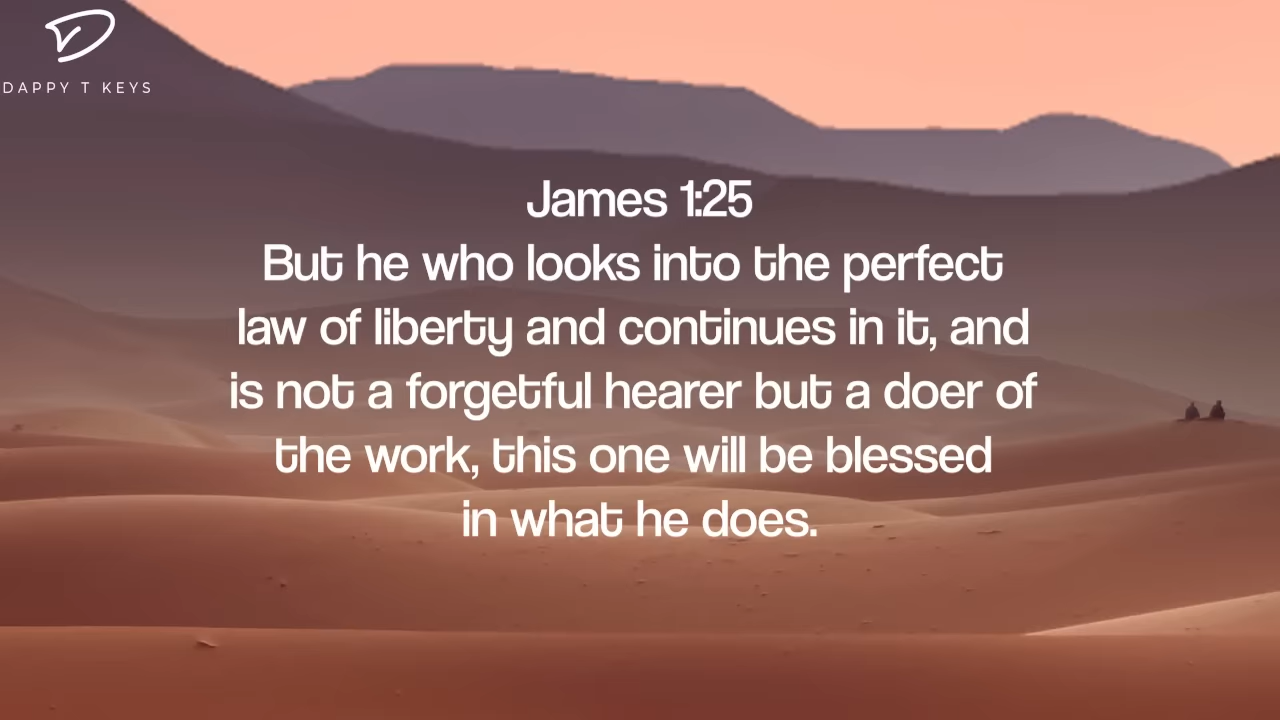 DAPPY T KEYS
James 1:25
But he who looks into the perfect
law of liberty and continues in it, and
is not a forgetful hearer but a doer of
the work, this one will be blessed
in what he does.